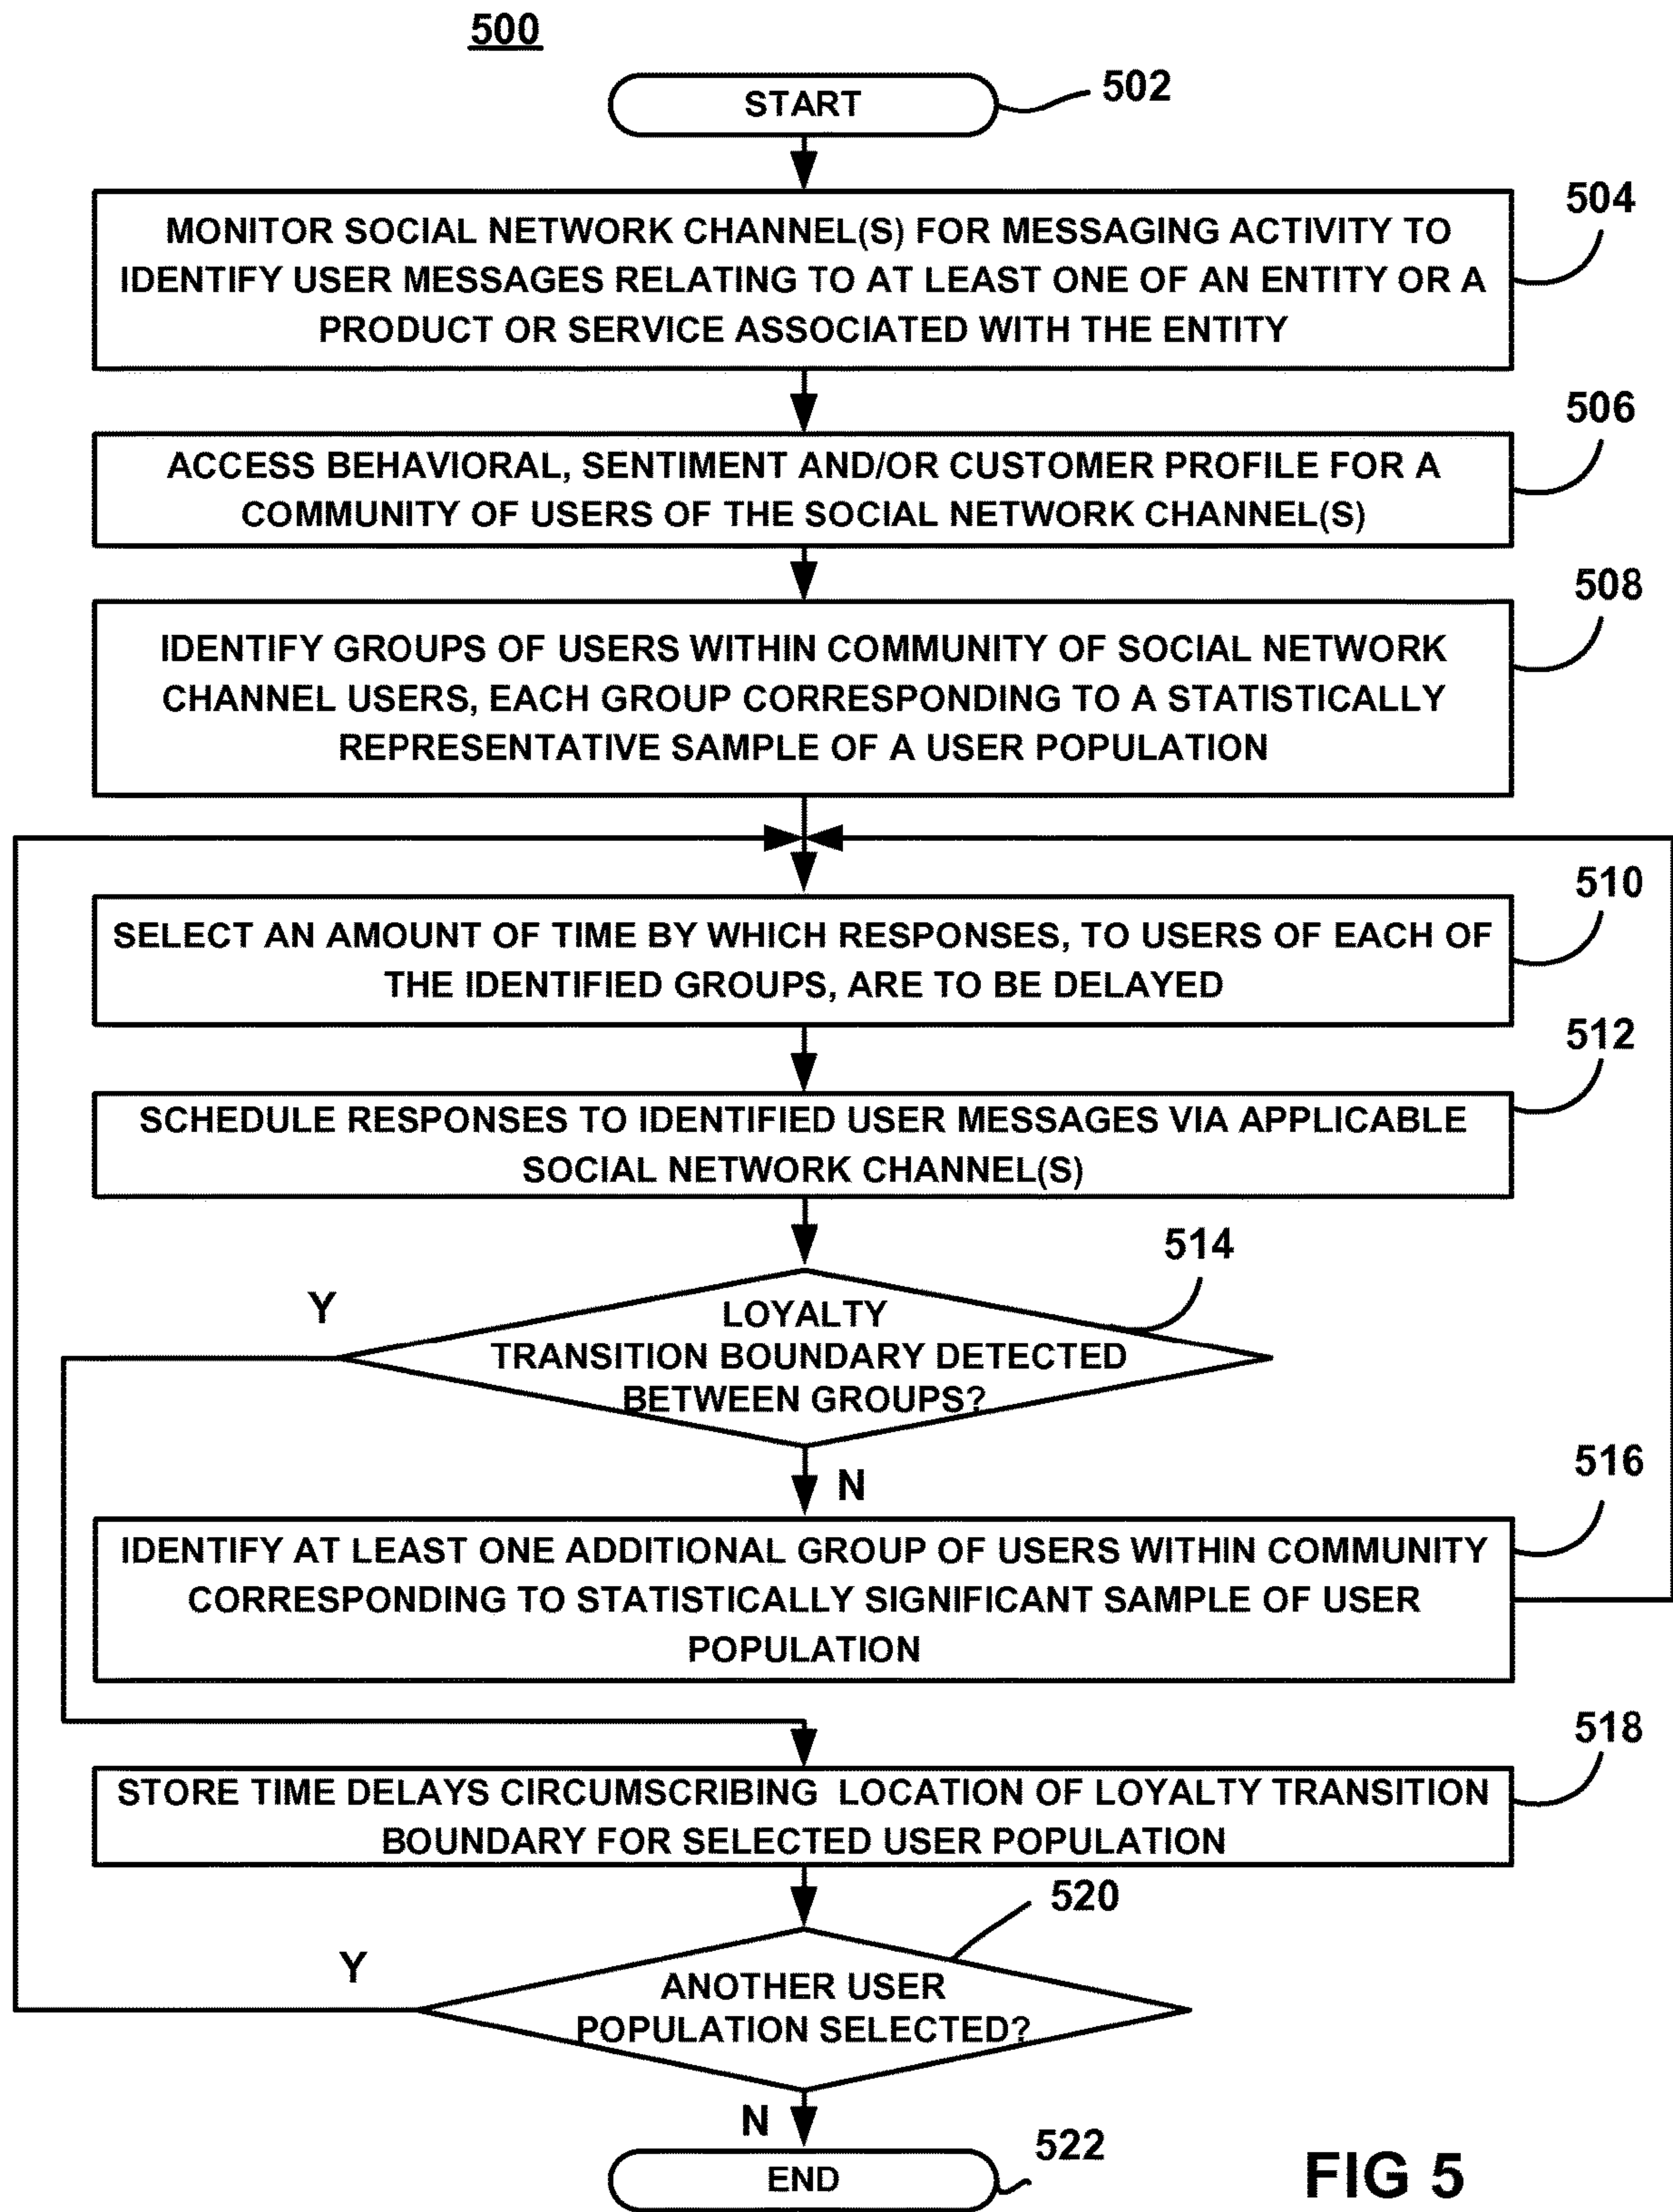 500
START
502
MONITOR SOCIAL NETWORK CHANNEL(S) FOR MESSAGING ACTIVITY TO
IDENTIFY USER MESSAGES RELATING TO AT LEAST ONE OF AN ENTITY OR A
PRODUCT OR SERVICE ASSOCIATED WITH THE ENTITY
504
ACCESS BEHAVIORAL, SENTIMENT AND/OR CUSTOMER PROFILE FOR A
COMMUNITY OF USERS OF THE SOCIAL NETWORK CHANNEL(S)
506
IDENTIFY GROUPS OF USERS WITHIN COMMUNITY OF SOCIAL NETWORK
CHANNEL USERS, EACH GROUP CORRESPONDING TO A STATISTICALLY
REPRESENTATIVE SAMPLE OF A USER POPULATION
508
SELECT AN AMOUNT OF TIME BY WHICH RESPONSES, TO USERS OF EACH OF
THE IDENTIFIED GROUPS, ARE TO BE DELAYED
510
SCHEDULE RESPONSES TO IDENTIFIED USER MESSAGES VIA APPLICABLE
SOCIAL NETWORK CHANNEL(S)
512
LOYALTY
TRANSITION BOUNDARY DETECTED
BETWEEN GROUPS?
514
Y
N
IDENTIFY AT LEAST ONE ADDITIONAL GROUP OF USERS WITHIN COMMUNITY
CORRESPONDING TO STATISTICALLY SIGNIFICANT SAMPLE OF USER
POPULATION
516
STORE TIME DELAYS CIRCUMSCRIBING LOCATION OF LOYALTY TRANSITION
BOUNDARY FOR SELECTED USER POPULATION
518
ANOTHER USER
POPULATION SELECTED?
520
Y
N
END
522
FIG 5